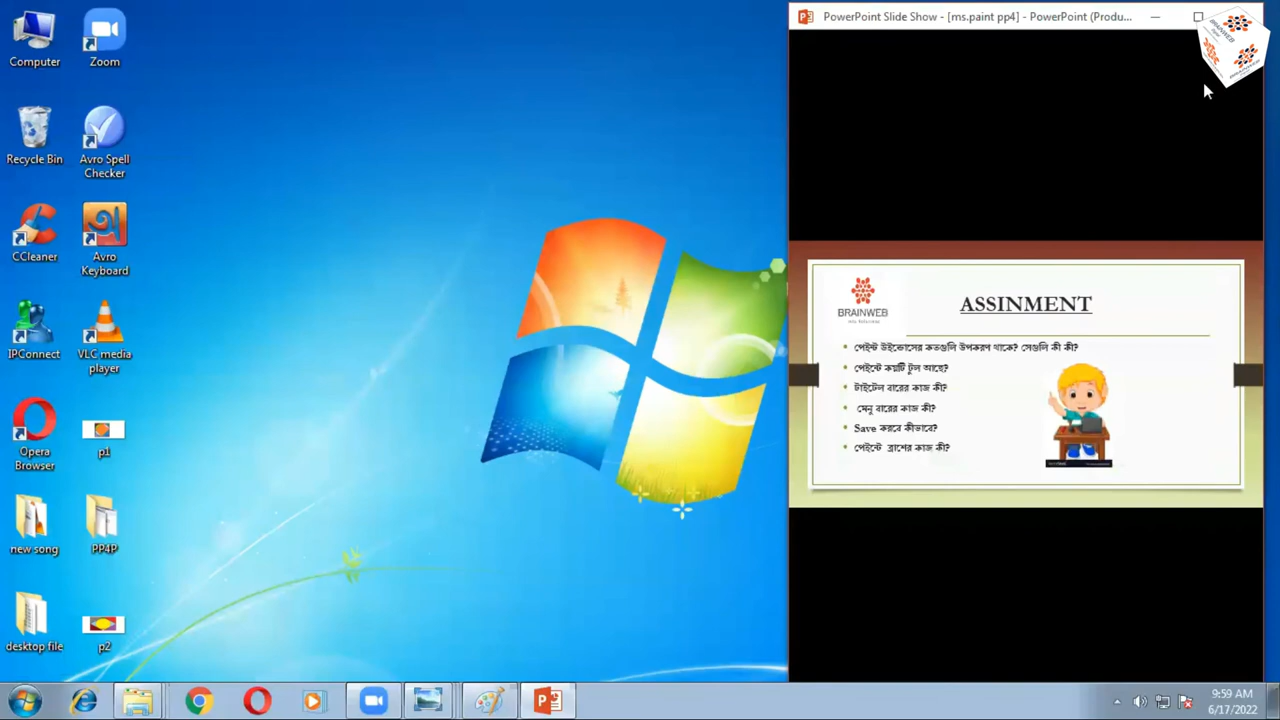 PowerPoint Slide Show - [ms.paint pp4] - PowerPoint (Produ...
BRAINWEB
BRAINWEB
Computer
Zoom
Recycle Bin
Avro Spell
Checker
CCleaner
Avro
Keyboard
IPConnect
VLC media
player
Opera
Browser
p1
new song
PP4P
desktop file
p2
BRAINWEB
ASSINMENT
• পেইন্ট উইন্ডোসের কতগুলি উপকরণ থাকে? সেগুলি কী কী?
• পেইন্টে কয়টি টুল আছে?
• টাইটেল বারের কাজ কী?
• মেনু বারের কাজ কী?
• Save করবে কীভাবে?
• পেইন্টে ব্রাশের কাজ কী?
9:59 AM
6/17/2022